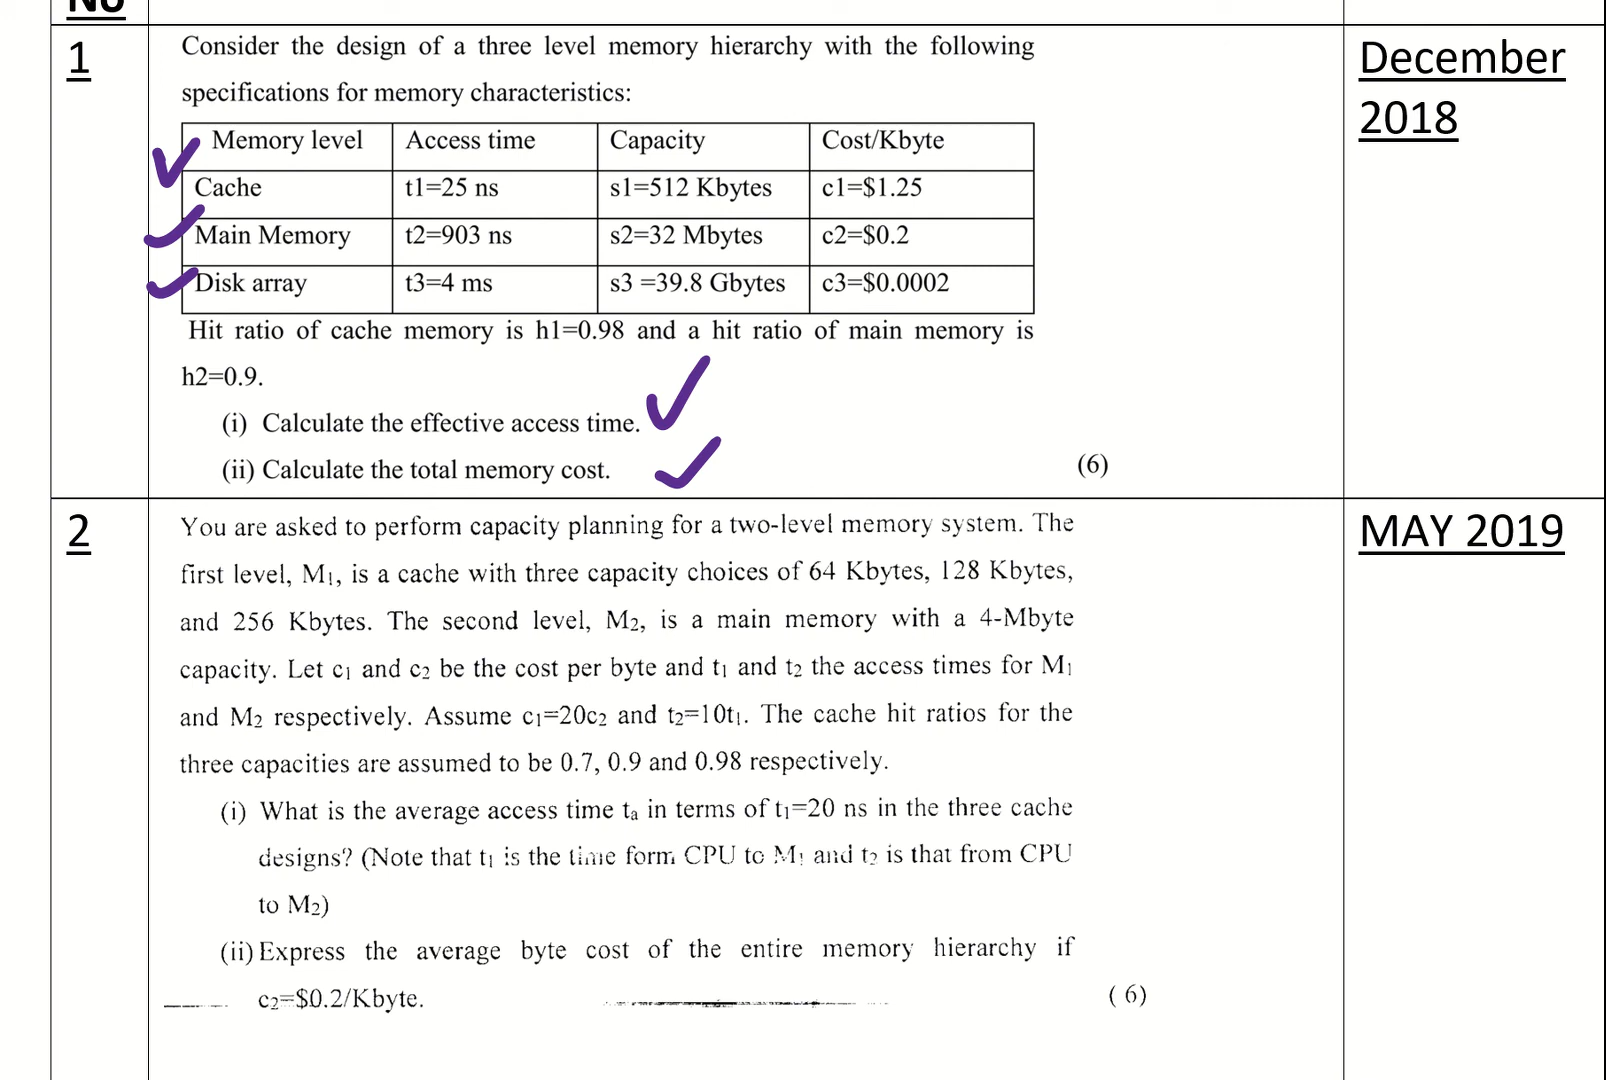 No
1
Consider the design of a three level memory hierarchy with the following
specifications for memory characteristics:
Memory level Access time Capacity Cost/Kbyte
Cache t1=25 ns s1=512 Kbytes c1=$1.25
Main Memory t2=903 ns s2=32 Mbytes c2=$0.2
Disk array t3=4 ms s3 =39.8 Gbytes c3=$0.0002
Hit ratio of cache memory is h1=0.98 and a hit ratio of main memory is
h2=0.9.
(i) Calculate the effective access time.
(ii) Calculate the total memory cost. (6)
December
2018
2
You are asked to perform capacity planning for a two-level memory system. The
first level, M1, is a cache with three capacity choices of 64 Kbytes, 128 Kbytes,
and 256 Kbytes. The second level, M2, is a main memory with a 4-Mbyte
capacity. Let c1 and c2 be the cost per byte and t1 and t2 the access times for M1
and M2 respectively. Assume c1=20c2 and t2=10t1. The cache hit ratios for the
three capacities are assumed to be 0.7, 0.9 and 0.98 respectively.
(i) What is the average access time ta in terms of t1=20 ns in the three cache
designs? (Note that t1 is the time form CPU to M1 and t2 is that from CPU
to M2)
(ii) Express the average byte cost of the entire memory hierarchy if
c2=$0.2/Kbyte. ( 6)
MAY 2019